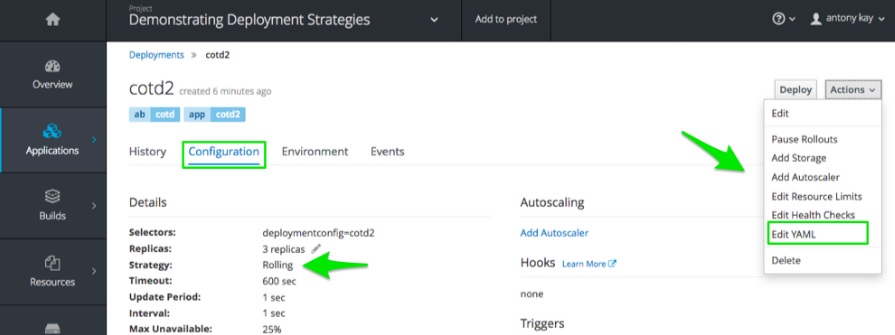 Project
Demonstrating Deployment Strategies
Add to project
antony kay
Deployments » cotd2
cotd2 created 6 minutes ago
ab cotd app cotd2
Deploy
Actions
Edit
Pause Rollouts
Add Storage
Add Autoscaler
Edit Resource Limits
Edit Health Checks
Edit YAML
Delete
Overview
Applications
Builds
Resources
History Configuration Environment Events
Details
Selectors: deploymentconfig=cotd2
Replicas: 3 replicas
Strategy: Rolling
Timeout: 600 sec
Update Period: 1 sec
Interval: 1 sec
Max Unavailable: 25%
Autoscaling
Add Autoscaler
Hooks Learn More
none
Triggers